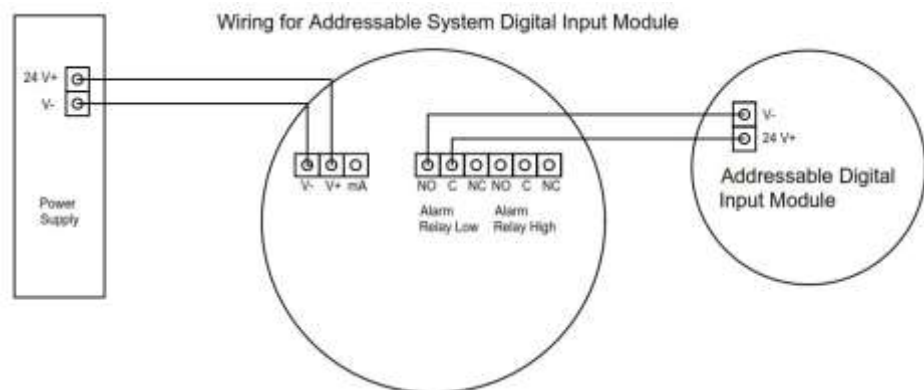 Wiring for Addressable System Digital Input Module
24 V+
V-
Power
Supply
V- V+ mA
NO C NC NO C NC
Alarm
Relay Low
Alarm
Relay High
V-
24 V+
Addressable Digital
Input Module